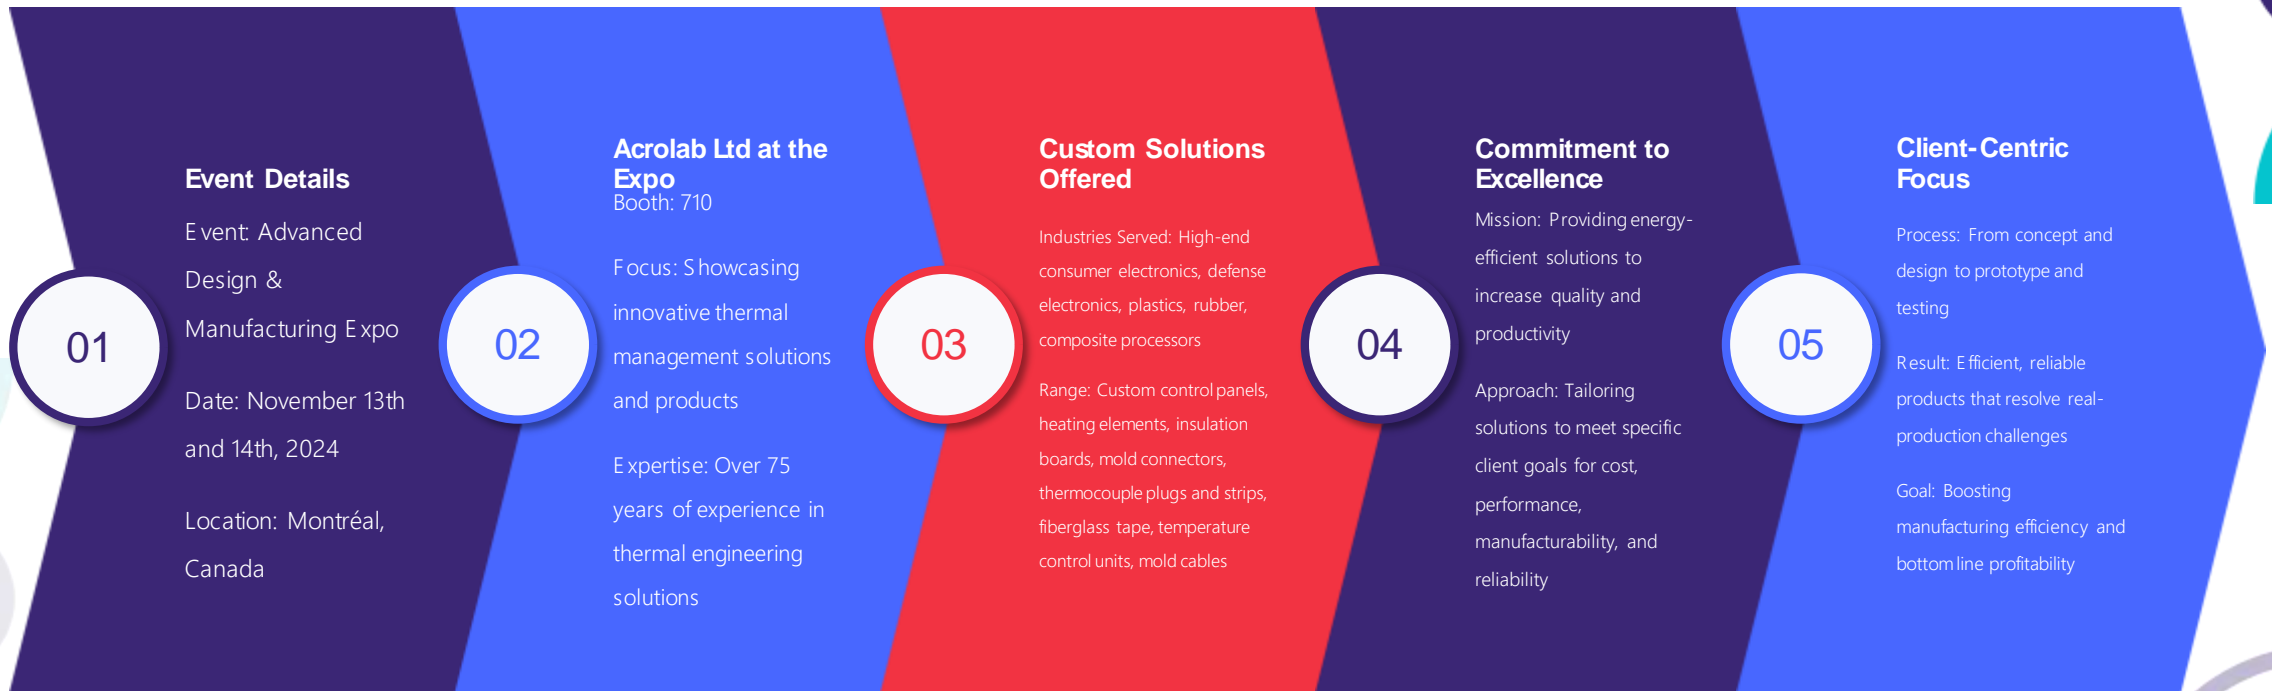 01
Event Details
Event: Advanced
Design &
Manufacturing Expo
Date: November 13th
and 14th, 2024
Location: Montréal,
Canada
02
Acrolab Ltd at the
Expo
Booth: 710
Focus: Showcasing
innovative thermal
management solutions
and products
Expertise: Over 75
years of experience in
thermal engineering
solutions
03
Custom Solutions
Offered
Industries Served: High-end
consumer electronics, defense
electronics, plastics, rubber,
composite processors
Range: Custom control panels,
heating elements, insulation
boards, mold connectors,
thermocouple plugs and strips,
fiberglass tape, temperature
control units, mold cables
04
Commitment to
Excellence
Mission: Providing energy-
efficient solutions to
increase quality and
productivity
Approach: Tailoring
solutions to meet specific
client goals for cost,
performance,
manufacturability, and
reliability
05
Client-Centric
Focus
Process: From concept and
design to prototype and
testing
Result: Efficient, reliable
products that resolve real-
production challenges
Goal: Boosting
manufacturing efficiency and
bottom line profitability